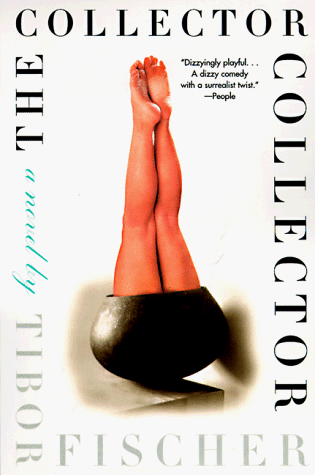 THE
COLLECTOR
COLLECTOR
"Dizzyingly playful. . .
A dizzy comedy
with a surrealist twist."
—People
a novel by
TIBOR
FISCHER